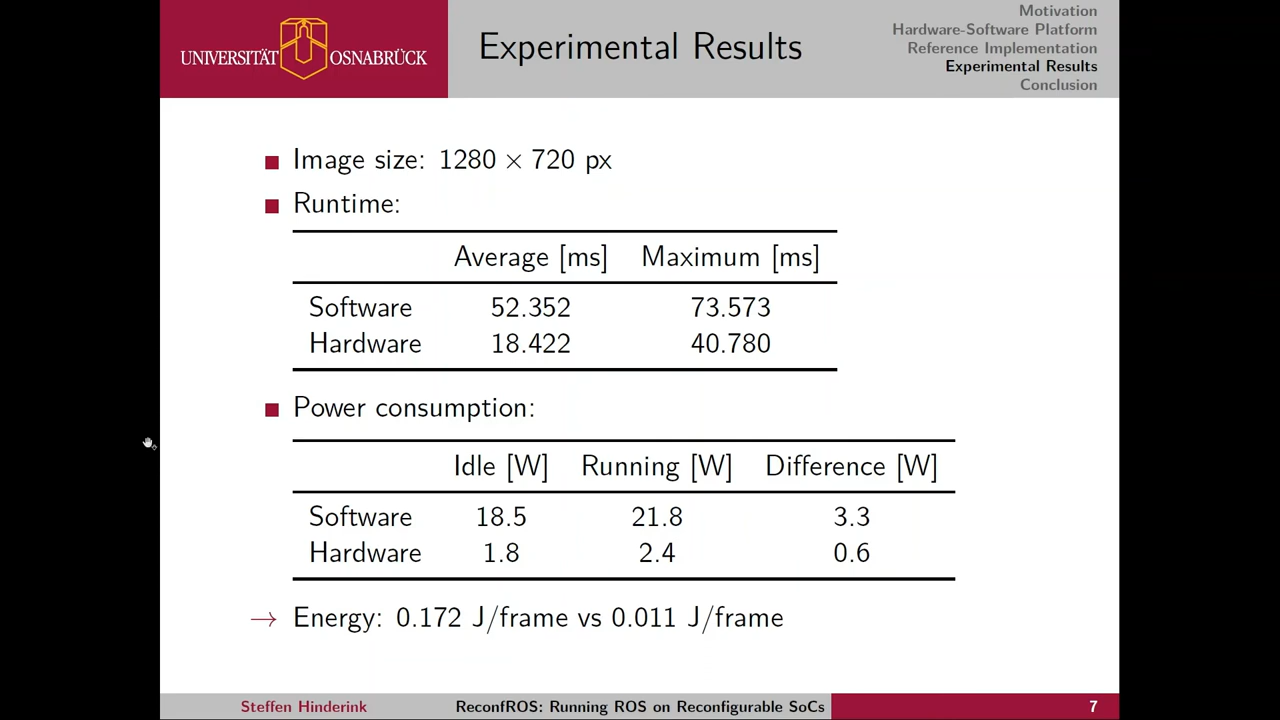 UNIVERSITÄT OSNABRÜCK
Experimental Results
Motivation
Hardware-Software Platform
Reference Implementation
Experimental Results
Conclusion
Image size: 1280 × 720 px
Runtime:
Average [ms] Maximum [ms]
Software 52.352 73.573
Hardware 18.422 40.780
Power consumption:
Idle [W] Running [W] Difference [W]
Software 18.5 21.8 3.3
Hardware 1.8 2.4 0.6
→ Energy: 0.172 J/frame vs 0.011 J/frame
Steffen Hinderink ReconfROS: Running ROS on Reconfigurable SoCs 7